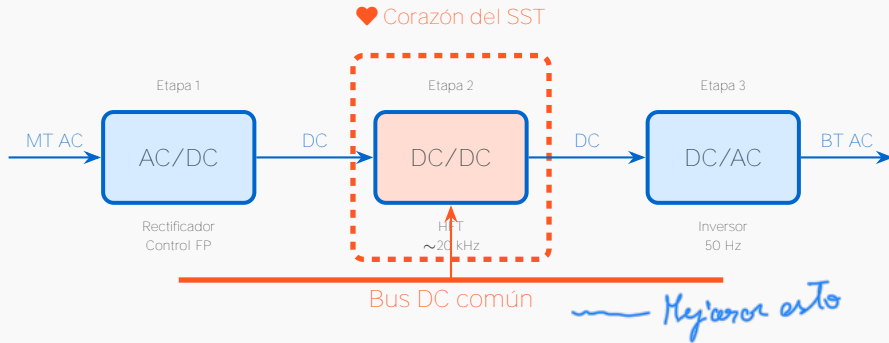 Corazón del SST
Etapa 1
Etapa 2
Etapa 3
MT AC
AC/DC
DC
DC/DC
DC
DC/AC
BT AC
Rectificador
Control FP
HFT
~20 kHz
Inversor
50 Hz
Bus DC común
Mejorar esto